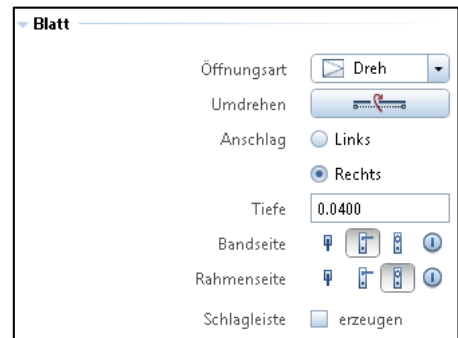 Blatt
Öffnungsart Dreh
Umdrehen
Anschlag Links
Rechts
Tiefe 0.0400
Bandseite
Rahmenseite
Schlagleiste erzeugen